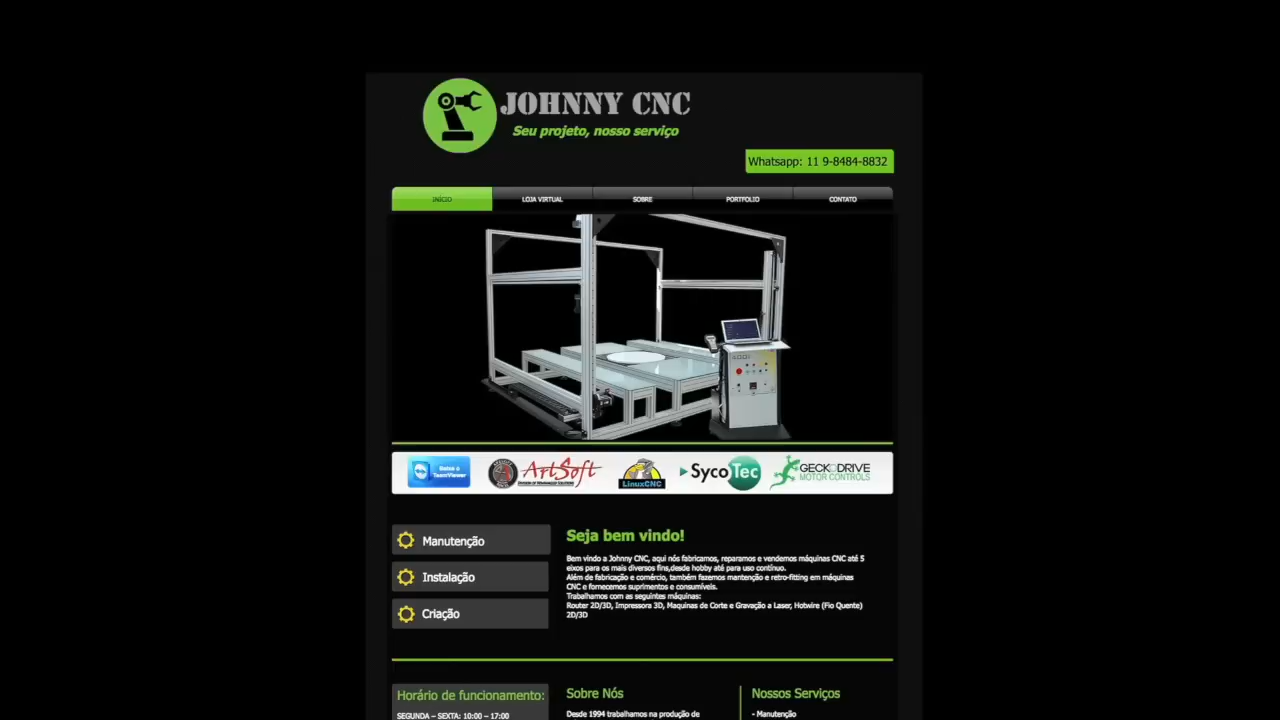 JOHNNY CNC
Seu projeto, nosso serviço
Whatsapp: 11 9-8484-8832
INÍCIO
LOJA VIRTUAL
SOBRE
PORTFOLIO
CONTATO
Baixa o
TeamViewer
ArtSoft
LinuxCNC
SycoTec
GECKODRIVE
MOTOR CONTROLS
Manutenção
Instalação
Criação
Seja bem vindo!
Bem vindo a Johnny CNC, aqui nós fabricamos, reparamos e vendemos máquinas CNC até 5
eixos para os mais diversos fins,desde hobby até para uso contínuo.
Além de fabricação e comércio, também fazemos mantenção e retro-fitting em máquinas
CNC e fornecemos suprimentos e consumíveis.
Trabalhamos com as seguintes máquinas:
Router 2D/3D, Impressora 3D, Maquinas de Corte e Gravação a Laser, Hotwire (Fio Quente)
2D/3D
Horário de funcionamento:
SEGUNDA – SEXTA: 10:00 – 17:00
Sobre Nós
Desde 1994 trabalhamos na produção de
Nossos Serviços
- Manutenção